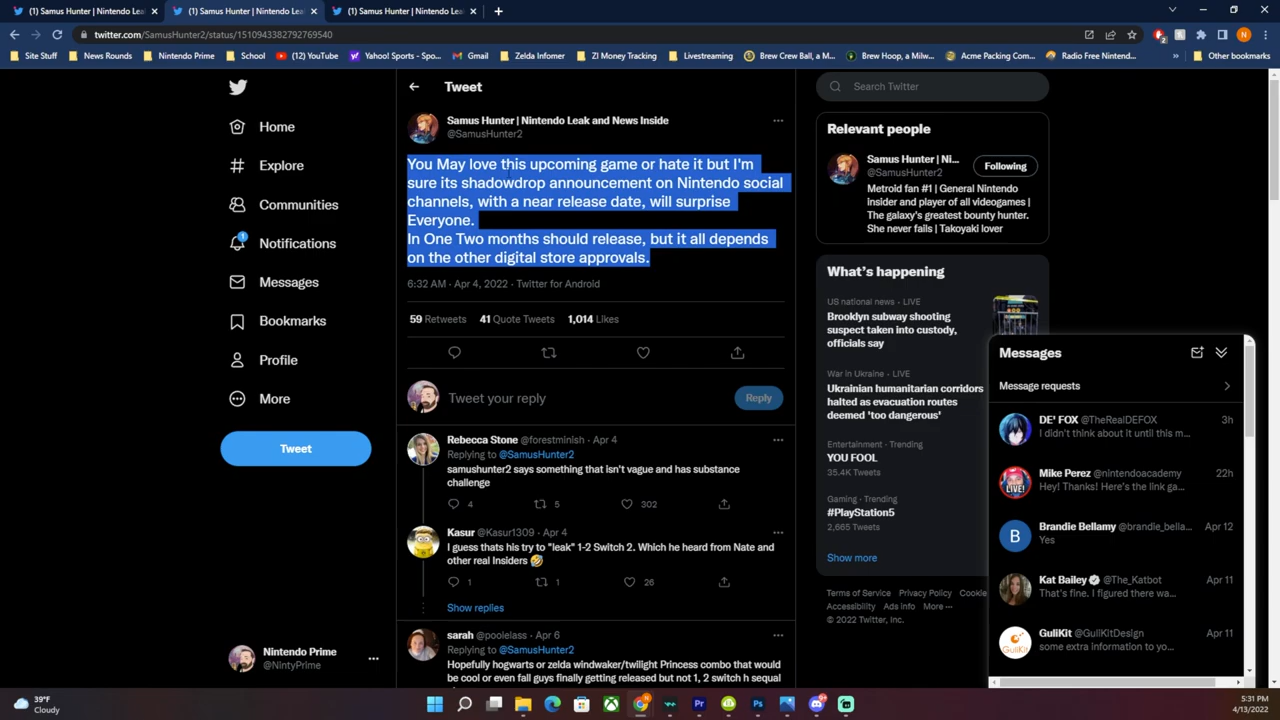 (1) Samus Hunter | Nintendo Leak
(1) Samus Hunter | Nintendo Leak
(1) Samus Hunter | Nintendo Leak
twitter.com/SamusHunter2/status/1510943382792769540
Site Stuff
News Rounds
Nintendo Prime
School
(12) YouTube
Yahoo! Sports - Spo...
Gmail
Zelda Infomer
ZI Money Tracking
Livestreaming
Brew Crew Ball, a M...
Brew Hoop, a Milw...
Acme Packing Com...
Radio Free Nintend...
Other bookmarks
Home
Explore
Communities
1
Notifications
Messages
Bookmarks
Profile
More
Tweet
Nintendo Prime
@NintyPrime
Tweet
Samus Hunter | Nintendo Leak and News Inside
@SamusHunter2
You May love this upcoming game or hate it but I'm
sure its shadowdrop announcement on Nintendo social
channels, with a near release date, will surprise
Everyone.
In One Two months should release, but it all depends
on the other digital store approvals.
6:32 AM · Apr 4, 2022 · Twitter for Android
59 Retweets 41 Quote Tweets 1,014 Likes
Tweet your reply
Reply
Rebecca Stone @forestminish · Apr 4
Replying to @SamusHunter2
samushunter2 says something that isn't vague and has substance
challenge
4 5 302
Kasur @Kasur1309 · Apr 4
I guess thats his try to "leak" 1-2 Switch 2. Which he heard from Nate and
other real Insiders 🤣
1 1 26
Show replies
sarah @poolelass · Apr 6
Replying to @SamusHunter2
Hopefully hogwarts or zelda windwaker/twilight Princess combo that would
be cool or even fall guys finally getting released but not 1, 2 switch h sequal
Search Twitter
Relevant people
Samus Hunter | Ni...
@SamusHunter2
Following
Metroid fan #1 | General Nintendo
insider and player of all videogames |
The galaxy's greatest bounty hunter.
She never fails | Takoyaki lover
What's happening
US national news · LIVE
Brooklyn subway shooting
suspect taken into custody,
officials say
War in Ukraine · LIVE
Ukrainian humanitarian corridors
halted as evacuation routes
deemed 'too dangerous'
Entertainment · Trending
YOU FOOL
35.4K Tweets
Gaming · Trending
#PlayStation5
2,665 Tweets
Show more
Terms of Service Privacy Policy Cookie
Accessibility Ads info More ···
© 2022 Twitter, Inc.
Messages
Message requests
DE' FOX @TheRealDEFOX 3h
I didn't think about it until this m...
Mike Perez @nintendoacademy 22h
Hey! Thanks! Here's the link ga...
LIVE!
Brandie Bellamy @brandie_bella... Apr 12
B
Yes
Kat Bailey @The_Katbot Apr 11
That's fine. I figured there wa...
GuliKit @GuliKitDesign Apr 11
some extra information to yo...
GuliKit
39°F
Cloudy
5:31 PM
4/13/2022